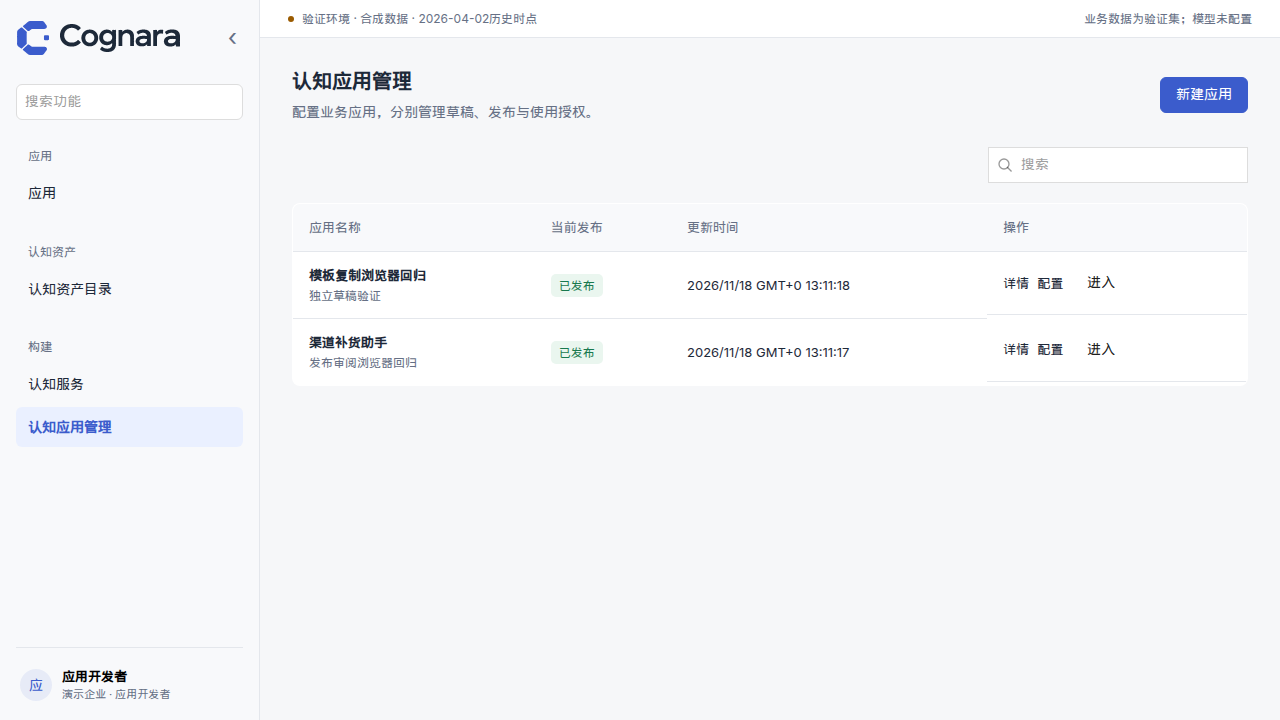 Cognara
验证环境 · 合成数据 · 2026-04-02历史时点
业务数据为验证集；模型未配置
搜索功能
应用
应用
认知资产
认知资产目录
构建
认知服务
认知应用管理
应
应用开发者
演示企业 · 应用开发者
认知应用管理
配置业务应用，分别管理草稿、发布与使用授权。
新建应用
搜索
应用名称 当前发布 更新时间 操作
模板复制浏览器回归
独立草稿验证
已发布 2026/11/18 GMT+0 13:11:18 详情 配置 进入
渠道补货助手
发布审阅浏览器回归
已发布 2026/11/18 GMT+0 13:11:17 详情 配置 进入